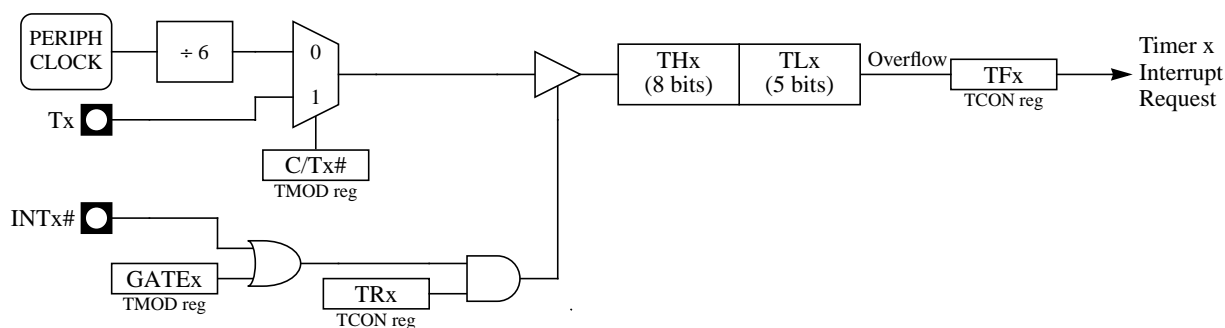 PERIPH
CLOCK
÷ 6
0
1
Tx
C/Tx#
TMOD reg
THx
(8 bits)
TLx
(5 bits)
Overflow
TFx
TCON reg
Timer x
Interrupt
Request
INTx#
GATEx
TMOD reg
TRx
TCON reg